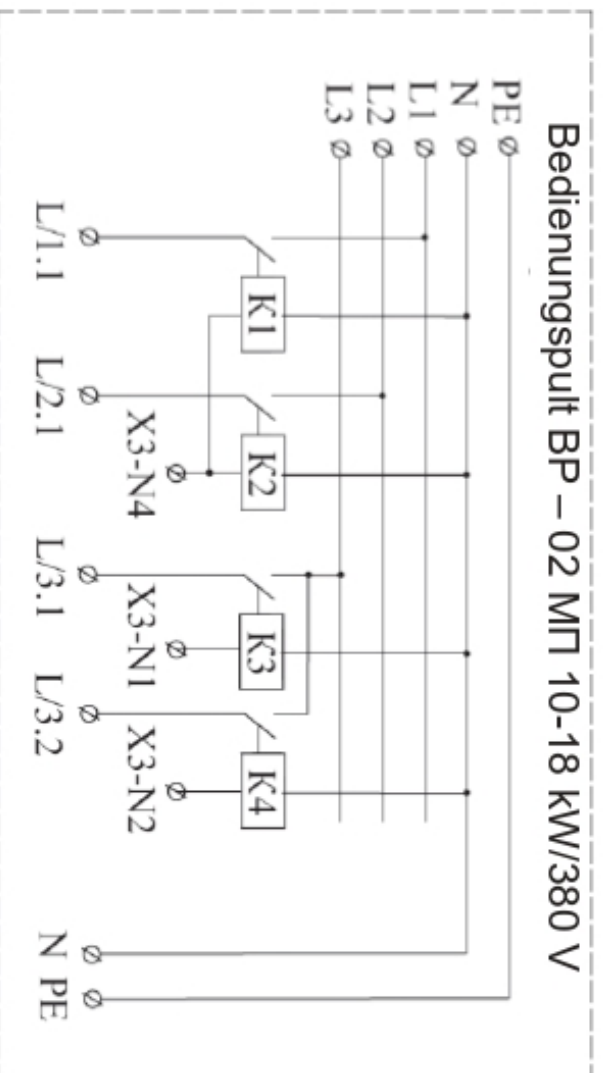 Bedienungspult BP – 02 МП 10-18 kW/380 V
PE
N
L1
L2
L3
K1
K2
K3
K4
X3-N4
X3-N1
X3-N2
L/1.1
L/2.1
L/3.1
L/3.2
N
PE